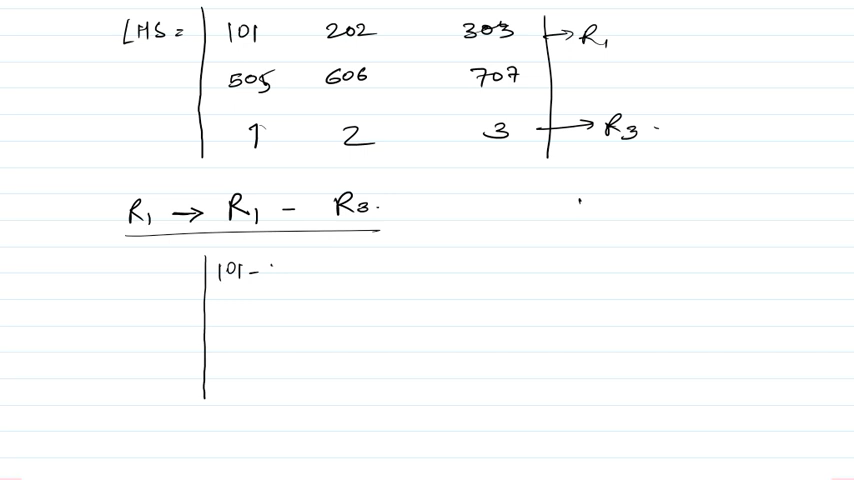 LHS = | 101 202 303 | → R1
505 606 707
1 2 3 → R3.
R1 → R1 - R3.
| 101 -